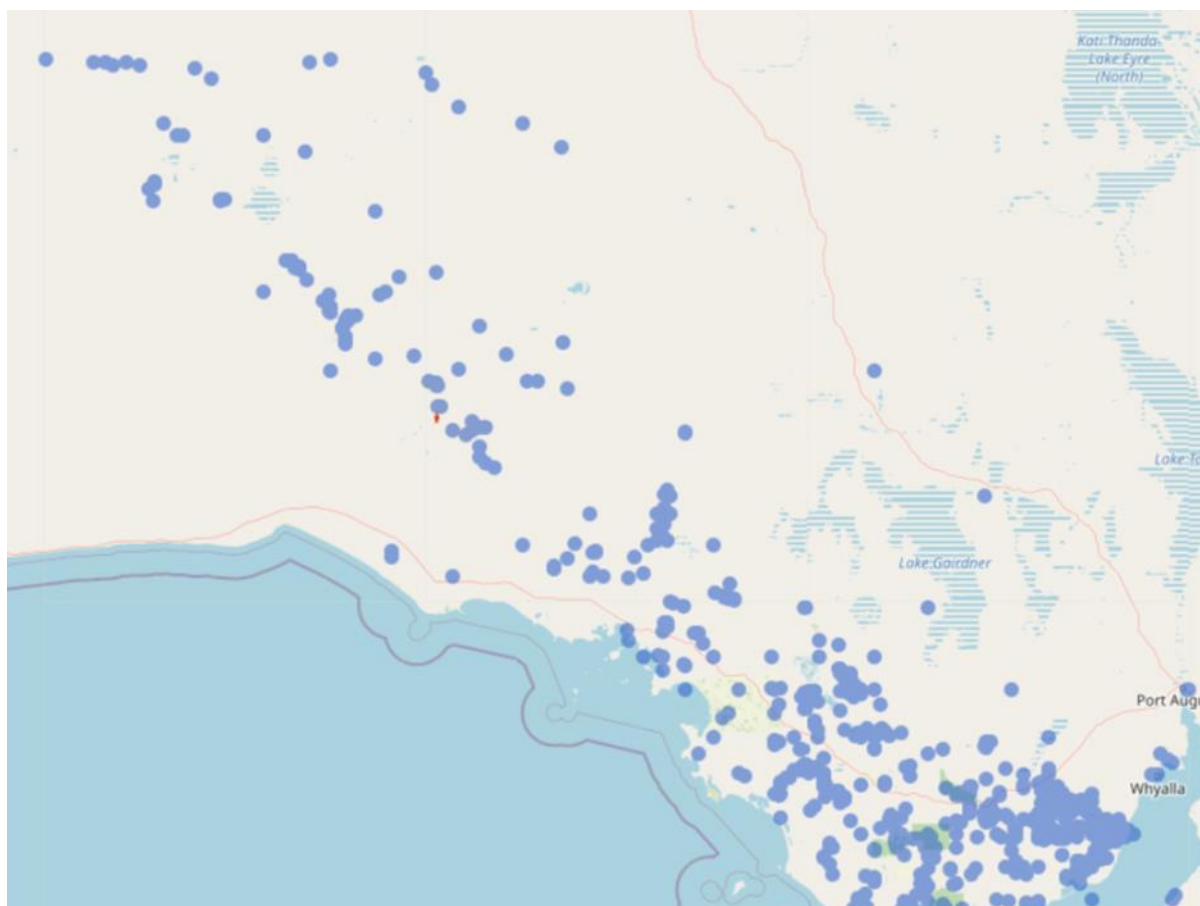 Kati Thanda-
Lake Eyre
(North)
Lake To
Lake Gairdner
Port Augu
Whyalla